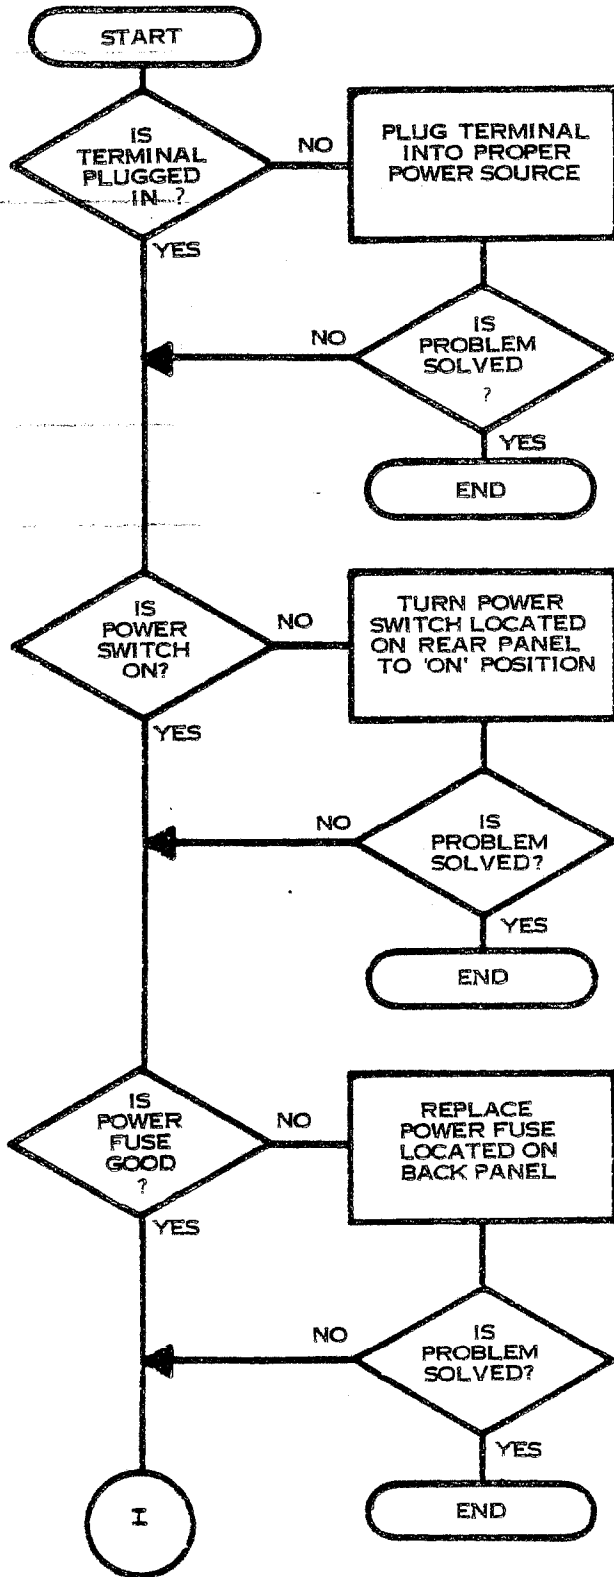 START
IS
TERMINAL
PLUGGED
IN ?
NO
PLUG TERMINAL
INTO PROPER
POWER SOURCE
YES
IS
PROBLEM
SOLVED
?
NO
YES
END
IS
POWER
SWITCH
ON?
NO
TURN POWER
SWITCH LOCATED
ON REAR PANEL
TO 'ON' POSITION
YES
IS
PROBLEM
SOLVED?
NO
YES
END
IS
POWER
FUSE
GOOD
?
NO
REPLACE
POWER FUSE
LOCATED ON
BACK PANEL
YES
IS
PROBLEM
SOLVED?
NO
YES
END
I